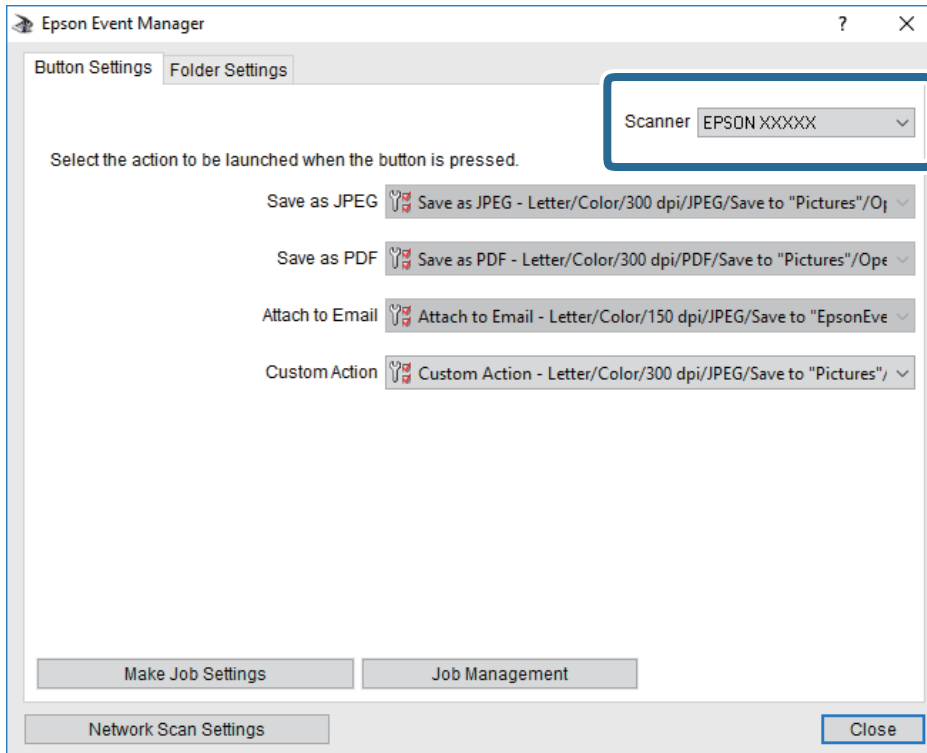 Epson Event Manager
Button Settings Folder Settings
Scanner EPSON XXXXX
Select the action to be launched when the button is pressed.
Save as JPEG Save as JPEG - Letter/Color/300 dpi/JPEG/Save to "Pictures"/Op
Save as PDF Save as PDF - Letter/Color/300 dpi/PDF/Save to "Pictures"/Ope
Attach to Email Attach to Email - Letter/Color/150 dpi/JPEG/Save to "EpsonEve
Custom Action Custom Action - Letter/Color/300 dpi/JPEG/Save to "Pictures"/
Make Job Settings Job Management
Network Scan Settings Close